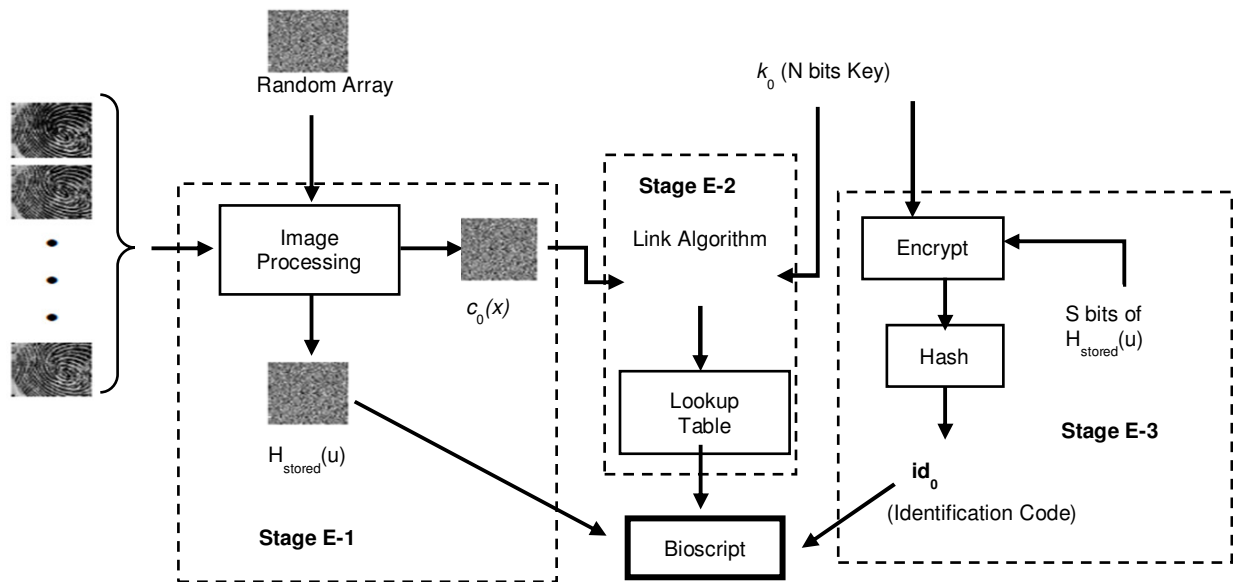 Random Array
k0 (N bits Key)
Stage E-2
Image
Processing
Link Algorithm
Encrypt
c0(x)
S bits of
Hstored(u)
Hash
Lookup
Table
Hstored(u)
Stage E-3
id0
(Identification Code)
Stage E-1
Bioscript